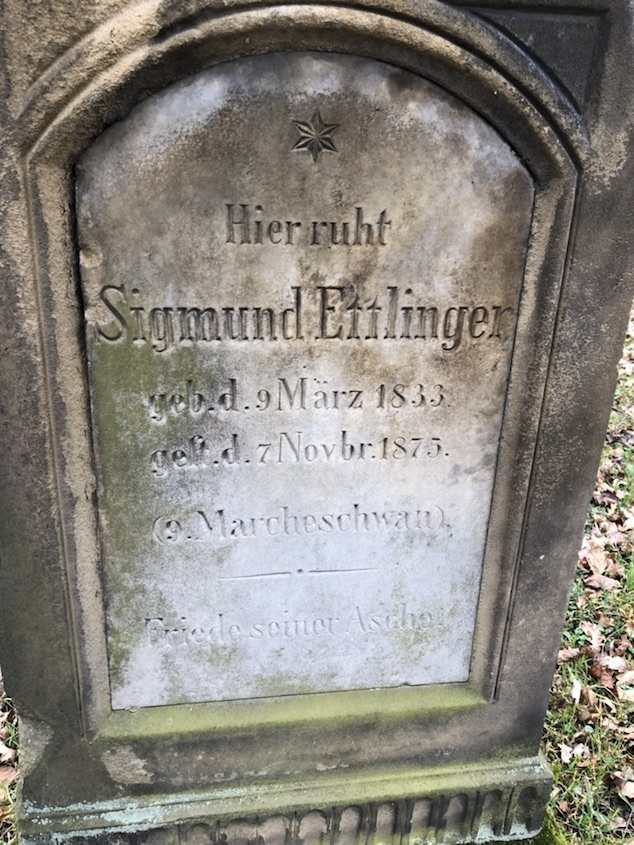 Hier ruht
Sigmund Ettlinger
geb. d. 9 März 1833.
gest. d. 7 Novbr. 1875.
(9. Marcheschwan).
Friede seiner Asche!